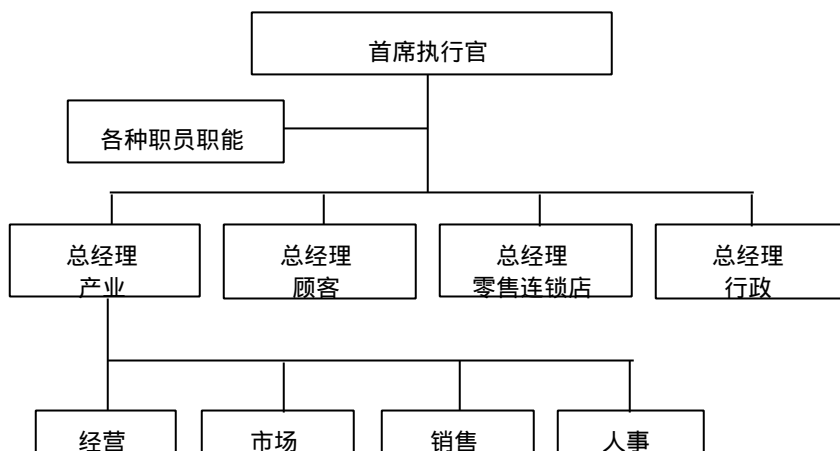 首席执行官
各种职员职能
总经理
产业
总经理
顾客
总经理
零售连锁店
总经理
行政
经营
市场
销售
人事